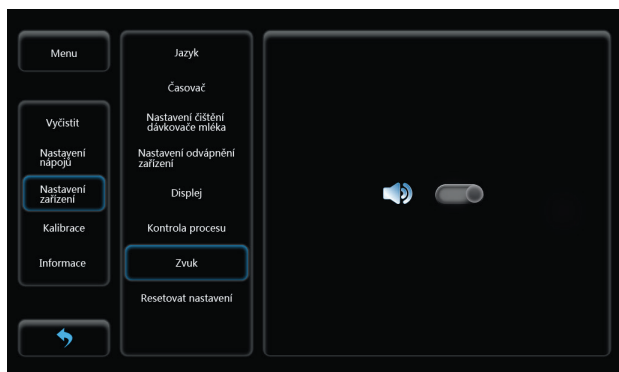 Menu
Vyčistit
Nastavení
nápojů
Nastavení
zařízení
Kalibrace
Informace
Jazyk
Časovač
Nastavení čištění
dávkovače mléka
Nastavení odvápnění
zařízení
Displej
Kontrola procesu
Zvuk
Resetovat nastavení